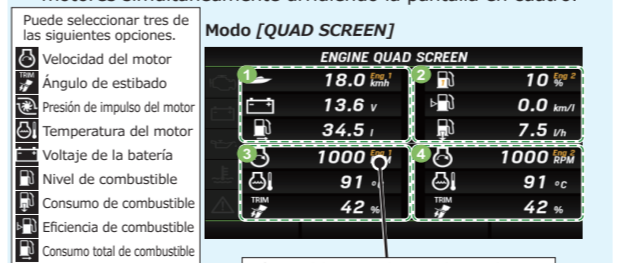 motores simultáneamente dividiendo la pantalla en cuatro.
Puede seleccionar tres de
las siguientes opciones.
Velocidad del motor
TRIM Ángulo de estibado
Presión de impulso del motor
Temperatura del motor
Voltaje de la batería
Nivel de combustible
Consumo de combustible
Eficiencia de combustible
Consumo total de combustible
Modo [QUAD SCREEN]
ENGINE QUAD SCREEN
1 18.0 Eng 1 kmh
13.6 V
34.5 l
2 10 Eng 2 %
0.0 km/l
7.5 l/h
3 1000 Eng 1
91 °
TRIM 42 %
4 1000 Eng 2 RPM
91 °C
TRIM 42 %